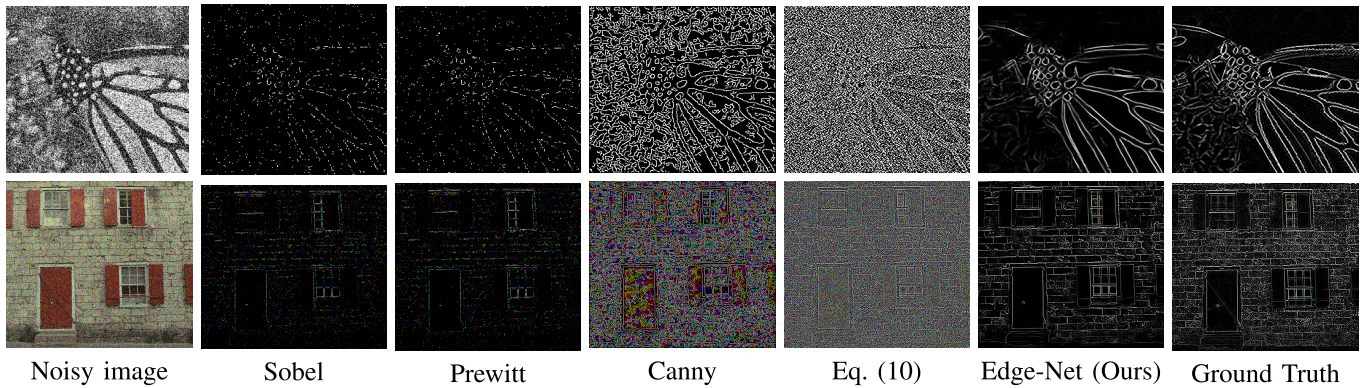 Noisy image
Sobel
Prewitt
Canny
Eq. (10)
Edge-Net (Ours)
Ground Truth